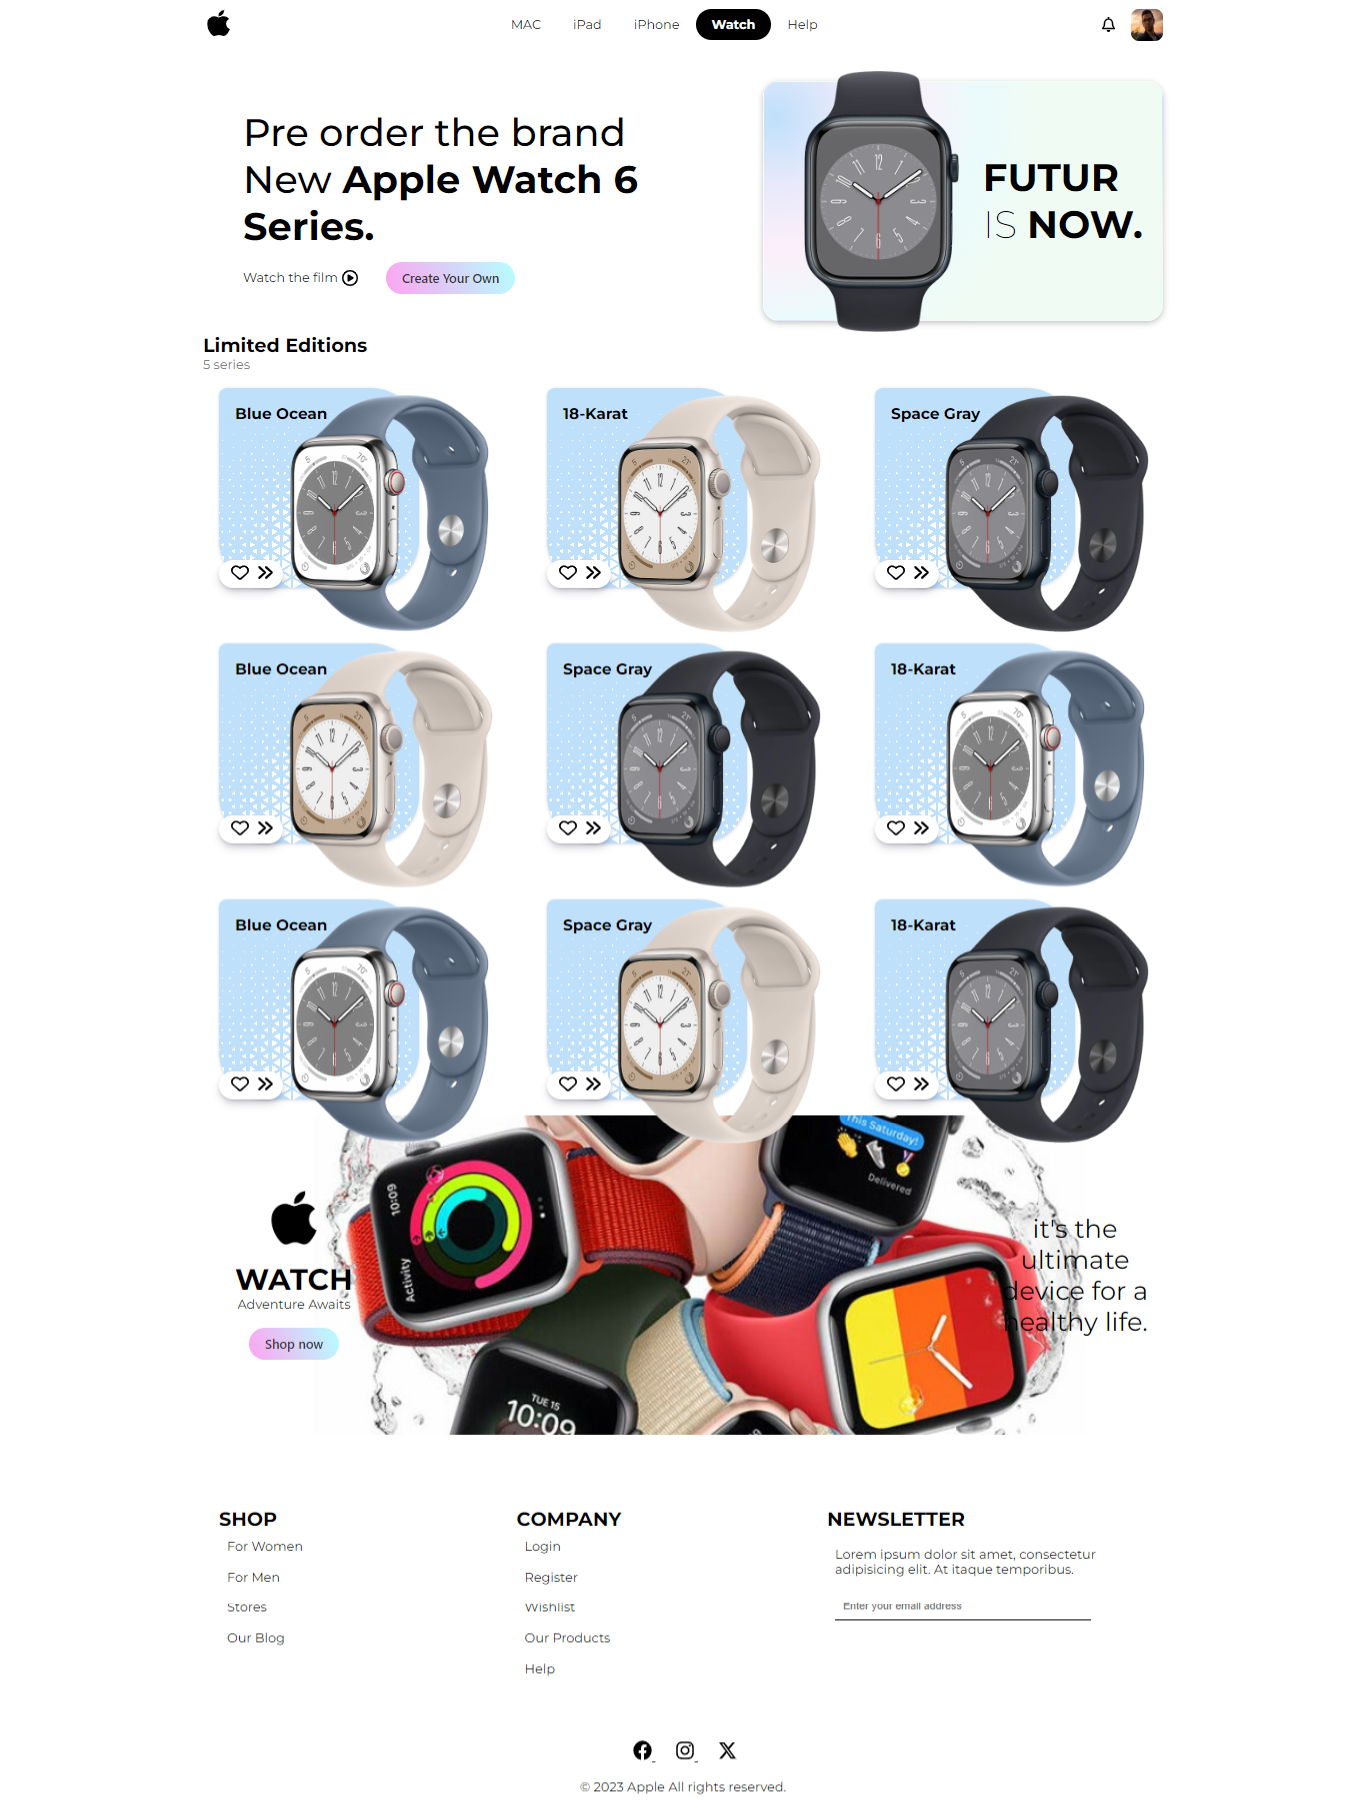 MAC iPad iPhone Watch Help
Pre order the brand
New Apple Watch 6
Series.
Watch the film
Create Your Own
FUTUR
IS NOW.
Limited Editions
5 series
Blue Ocean
18-Karat
Space Gray
Blue Ocean
Space Gray
18-Karat
Blue Ocean
Space Gray
18-Karat
This Saturday!
Delivered
10:09
Activity
WATCH
Adventure Awaits
Shop now
it's the
ultimate
device for a
healthy life.
TUE 15
10:09
SHOP
For Women
For Men
Stores
Our Blog
COMPANY
Login
Register
Wishlist
Our Products
Help
NEWSLETTER
Lorem ipsum dolor sit amet, consectetur
adipisicing elit. At itaque temporibus.
Enter your email address
© 2023 Apple All rights reserved.